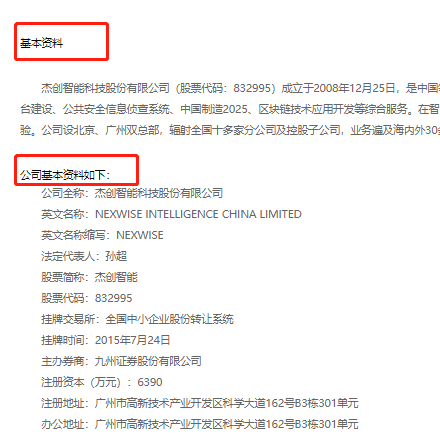 基本资料
杰创智能科技股份有限公司（股票代码：832995）成立于2008年12月25日，是中国
台建设、公共安全信息侦查系统、中国制造2025、区块链技术应用开发等综合服务。在智
验。公司设北京、广州双总部，辐射全国十多家分公司及控股子公司，业务遍及海内外30
公司基本资料如下：
公司全称：杰创智能科技股份有限公司
英文名称：NEXWISE INTELLIGENCE CHINA LIMITED
英文名称缩写：NEXWISE
法定代表人：孙超
股票简称：杰创智能
股票代码：832995
挂牌交易所：全国中小企业股份转让系统
挂牌时间：2015年7月24日
主办券商：九州证券股份有限公司
注册资本（万元）：6390
注册地址：广州市高新技术产业开发区科学大道162号B3栋301单元
办公地址：广州市高新技术产业开发区科学大道162号B3栋301单元